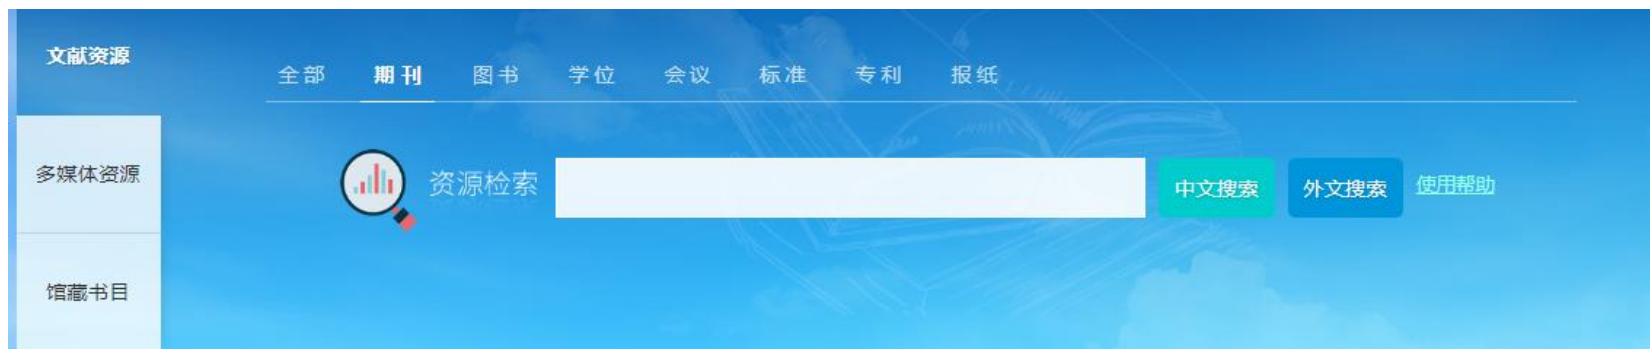 文献资源
全部 期刊 图书 学位 会议 标准 专利 报纸
多媒体资源
资源检索 中文搜索 外文搜索 使用帮助
馆藏书目